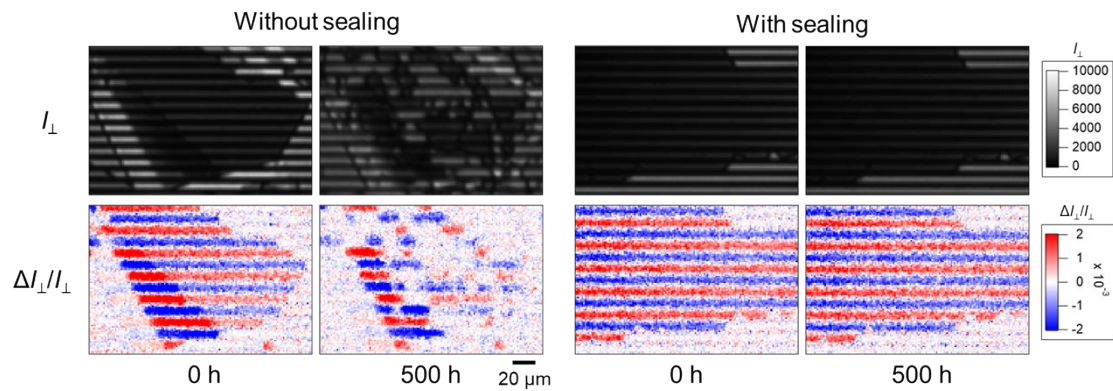 Without sealing
With sealing
I⊥
I⊥
10000
8000
6000
4000
2000
0
ΔI⊥/I⊥
ΔI⊥/I⊥
2
1
0
-1
-2
x 10⁻³
0 h
500 h
20 μm
0 h
500 h